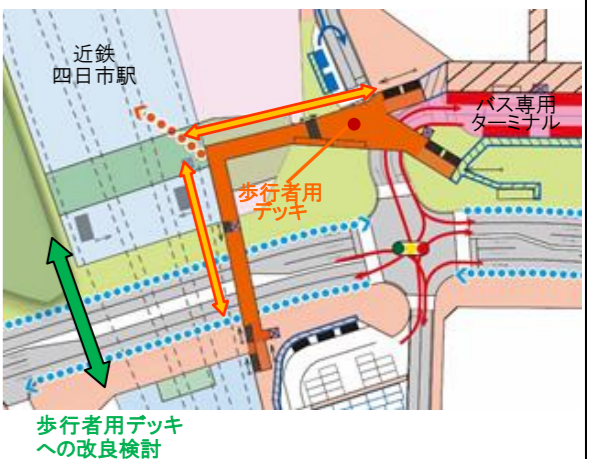 近鉄
四日市駅
バス専用
ターミナル
歩行者用
デッキ
歩行者用デッキ
への改良検討